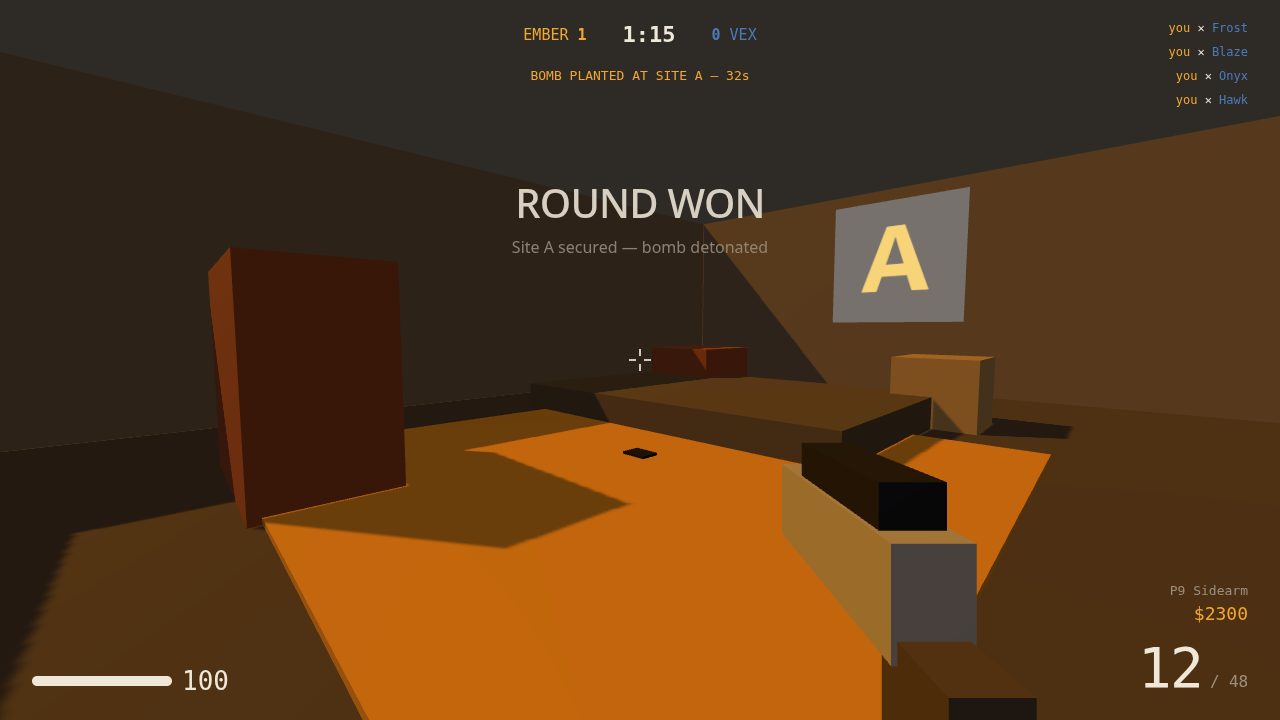 EMBER 1 1:15 0 VEX
BOMB PLANTED AT SITE A — 32s
you × Frost
you × Blaze
you × Onyx
you × Hawk
ROUND WON
Site A secured — bomb detonated
A
P9 Sidearm
$2300
12 / 48
100